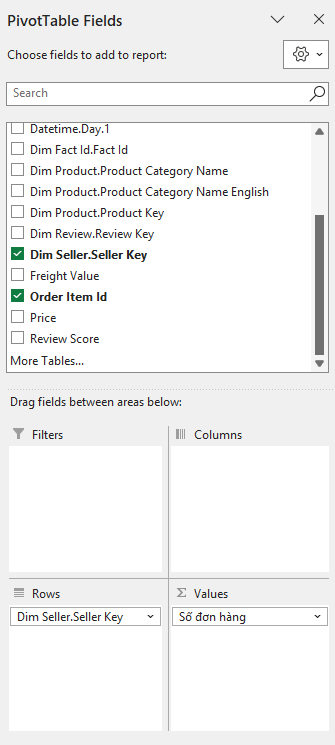 PivotTable Fields
Choose fields to add to report:
Search
Datetime.Day.1
Dim Fact Id.Fact Id
Dim Product.Product Category Name
Dim Product.Product Category Name English
Dim Product.Product Key
Dim Review.Review Key
Dim Seller.Seller Key
Freight Value
Order Item Id
Price
Review Score
More Tables...
Drag fields between areas below:
Filters
Columns
Rows
Σ Values
Dim Seller.Seller Key
Số đơn hàng